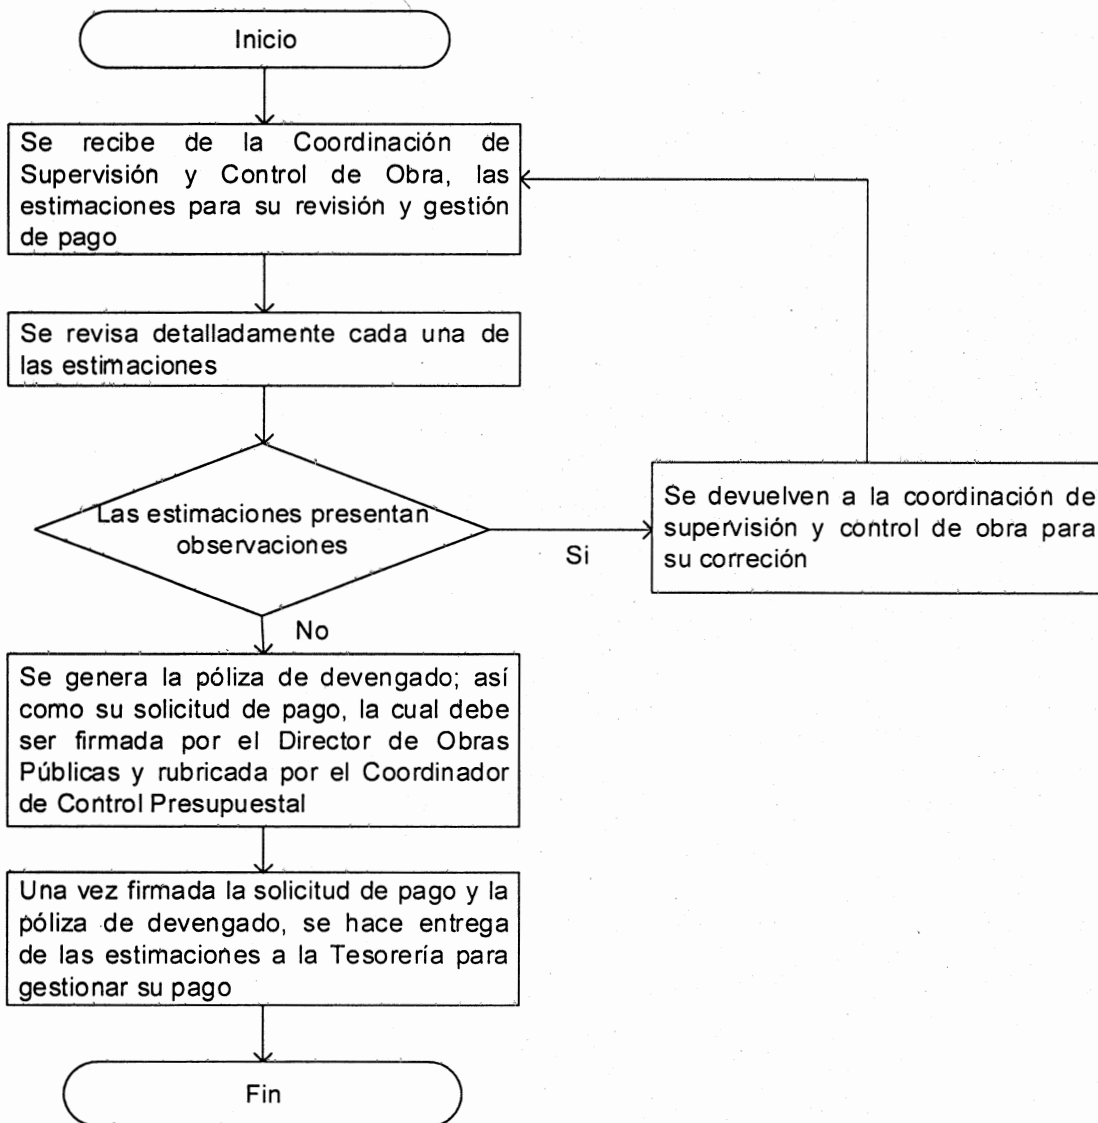 Inicio
Se recibe de la Coordinación de
Supervisión y Control de Obra, las
estimaciones para su revisión y gestión
de pago
Se revisa detalladamente cada una de
las estimaciones
Las estimaciones presentan
observaciones
Si
Se devuelven a la coordinación de
supervisión y control de obra para
su correción
No
Se genera la póliza de devengado; así
como su solicitud de pago, la cual debe
ser firmada por el Director de Obras
Públicas y rubricada por el Coordinador
de Control Presupuestal
Una vez firmada la solicitud de pago y la
póliza de devengado, se hace entrega
de las estimaciones a la Tesorería para
gestionar su pago
Fin